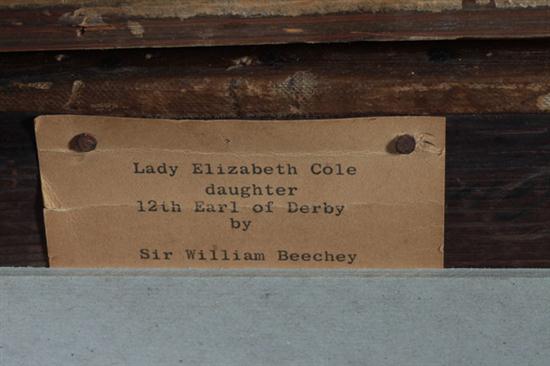 Lady Elizabeth Cole
daughter
12th Earl of Derby
by
Sir William Beechey